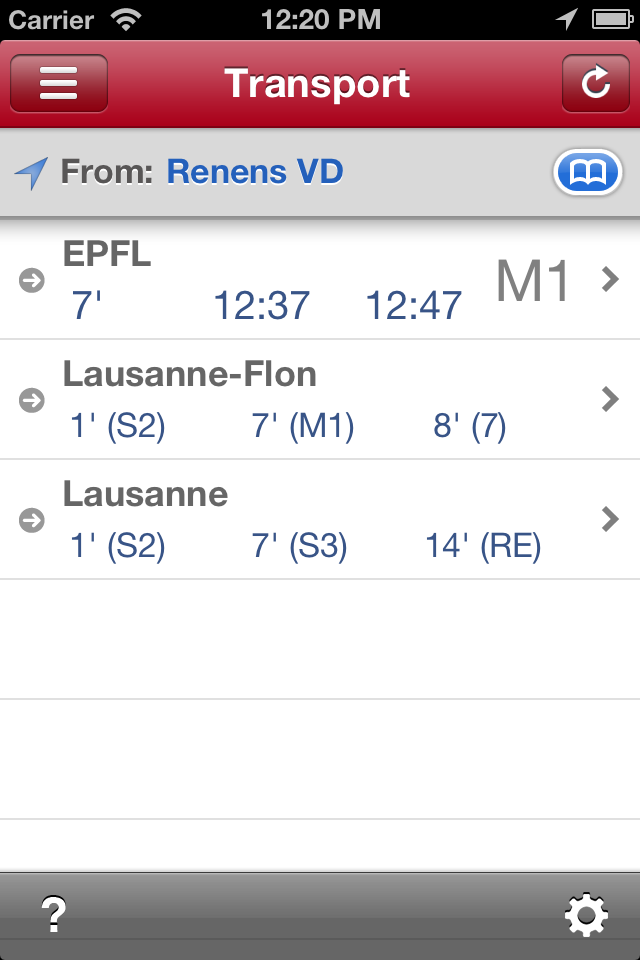 Carrier 12:20 PM
Transport
From: Renens VD
EPFL
7' 12:37 12:47 M1
Lausanne-Flon
1' (S2) 7' (M1) 8' (7)
Lausanne
1' (S2) 7' (S3) 14' (RE)
?